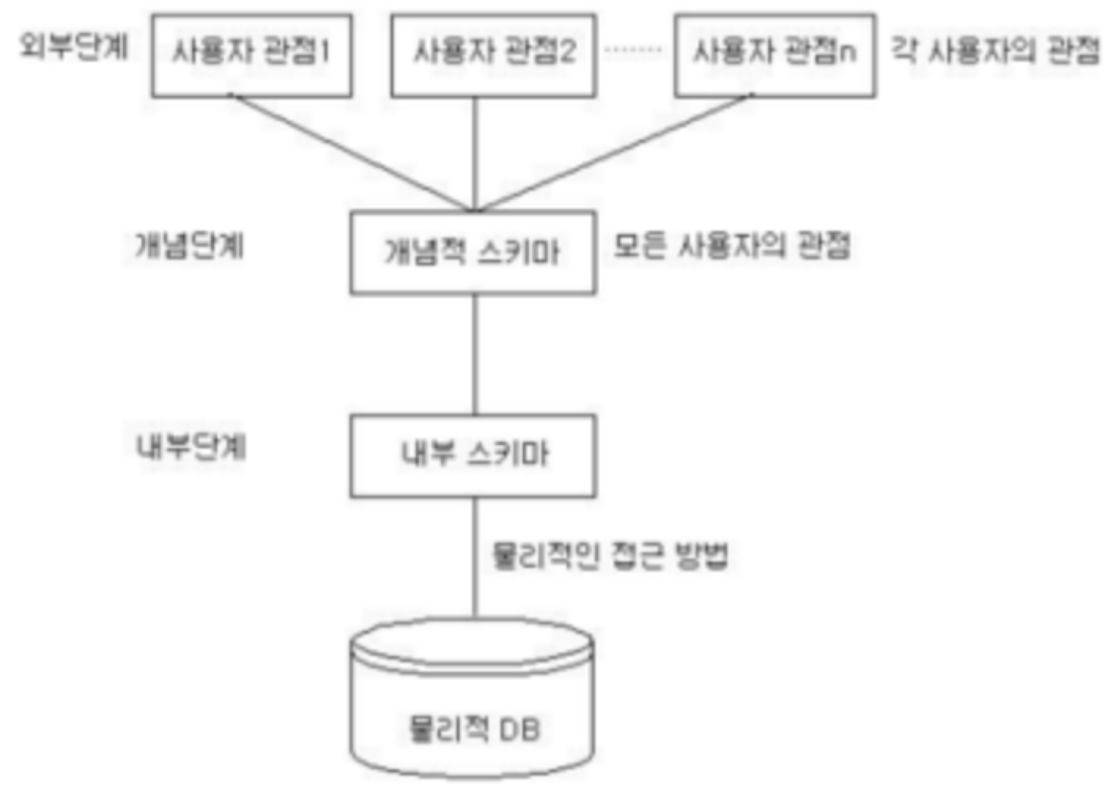 외부단계 사용자 관점1 사용자 관점2 ······· 사용자 관점n 각 사용자의 관점
개념단계 개념적 스키마 모든 사용자의 관점
내부단계 내부 스키마
물리적인 접근 방법
물리적 DB